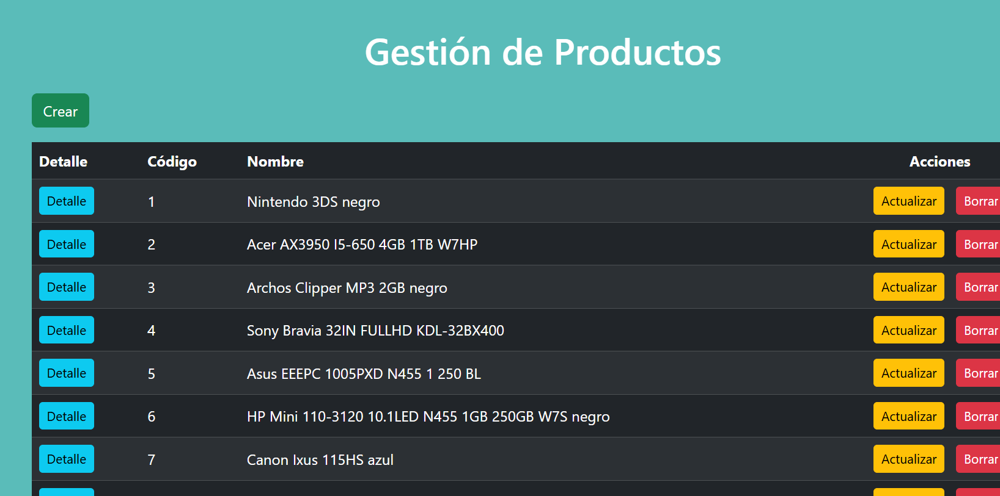 Gestión de Productos
Crear
Detalle Código Nombre Acciones
Detalle 1 Nintendo 3DS negro Actualizar Borrar
Detalle 2 Acer AX3950 I5-650 4GB 1TB W7HP Actualizar Borrar
Detalle 3 Archos Clipper MP3 2GB negro Actualizar Borrar
Detalle 4 Sony Bravia 32IN FULLHD KDL-32BX400 Actualizar Borrar
Detalle 5 Asus EEEPC 1005PXD N455 1 250 BL Actualizar Borrar
Detalle 6 HP Mini 110-3120 10.1LED N455 1GB 250GB W7S negro Actualizar Borrar
Detalle 7 Canon Ixus 115HS azul Actualizar Borrar